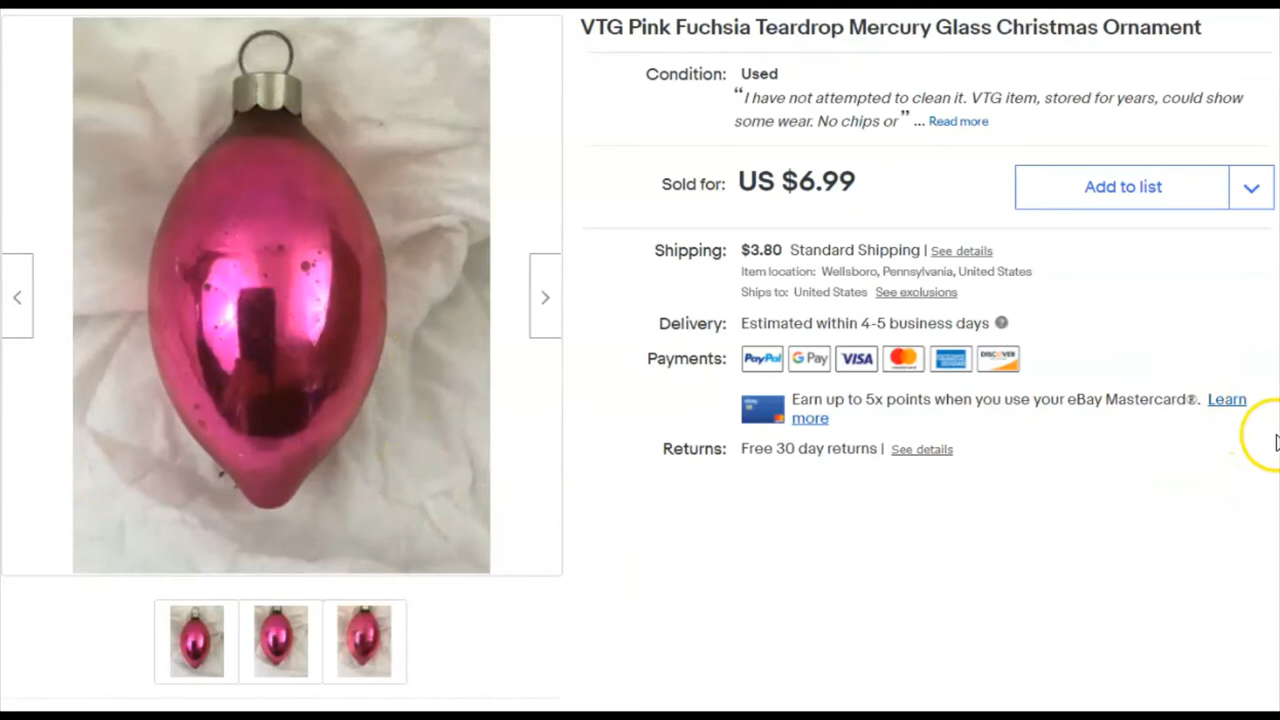 VTG Pink Fuchsia Teardrop Mercury Glass Christmas Ornament
Condition: Used
“I have not attempted to clean it. VTG item, stored for years, could show
some wear. No chips or” ... Read more
Sold for: US $6.99
Add to list
Shipping: $3.80 Standard Shipping | See details
Item location: Wellsboro, Pennsylvania, United States
Ships to: United States See exclusions
Delivery: Estimated within 4-5 business days ?
Payments: PayPal G Pay VISA mastercard AMERICAN EXPRESS DISCOVER
Earn up to 5x points when you use your eBay Mastercard®. Learn
more
Returns: Free 30 day returns | See details